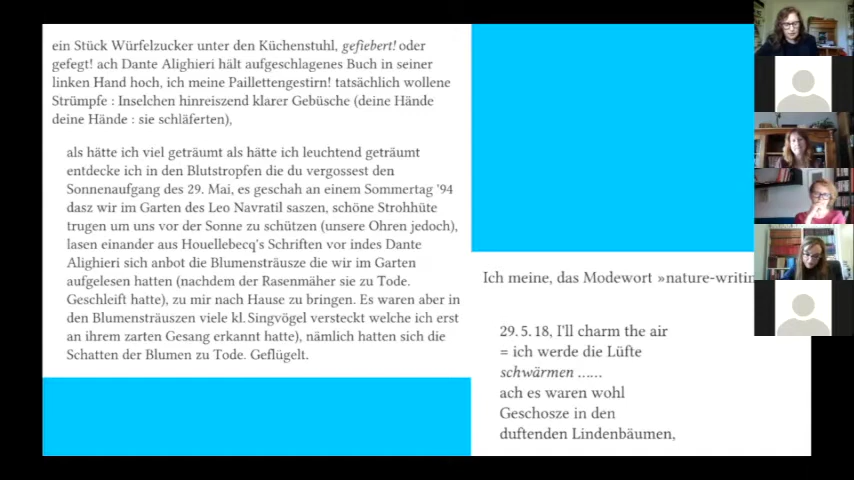 ein Stück Würfelzucker unter den Küchenstuhl, gefiebert! oder
gefegt! ach Dante Alighieri hält aufgeschlagenes Buch in seiner
linken Hand hoch, ich meine Paillettengestirn! tatsächlich wollene
Strümpfe : Inselchen hinreiszend klarer Gebüsche (deine Hände
deine Hände : sie schläferten),
als hätte ich viel geträumt als hätte ich leuchtend geträumt
entdecke ich in den Blutstropfen die du vergossest den
Sonnenaufgang des 29. Mai, es geschah an einem Sommertag '94
dasz wir im Garten des Leo Navratil saszen, schöne Strohhüte
trugen um uns vor der Sonne zu schützen (unsere Ohren jedoch),
lasen einander aus Houellebecq's Schriften vor indes Dante
Alighieri sich anbot die Blumensträusze die wir im Garten
aufgelesen hatten (nachdem der Rasenmäher sie zu Tode.
Geschleift hatte), zu mir nach Hause zu bringen. Es waren aber in
den Blumensträuszen viele kl. Singvögel versteckt welche ich erst
an ihrem zarten Gesang erkannt hatte), nämlich hatten sich die
Schatten der Blumen zu Tode. Geflügelt.
Ich meine, das Modewort »nature-writin
29. 5. 18, I'll charm the air
= ich werde die Lüfte
schwärmen ......
ach es waren wohl
Geschosze in den
duftenden Lindenbäumen,